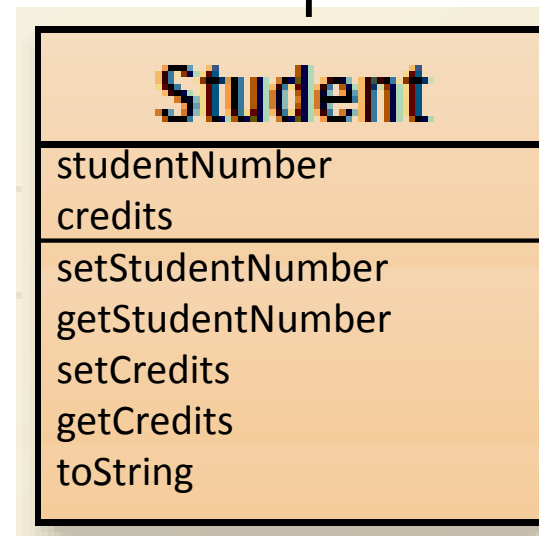 Student
studentNumber
credits
setStudentNumber
getStudentNumber
setCredits
getCredits
toString